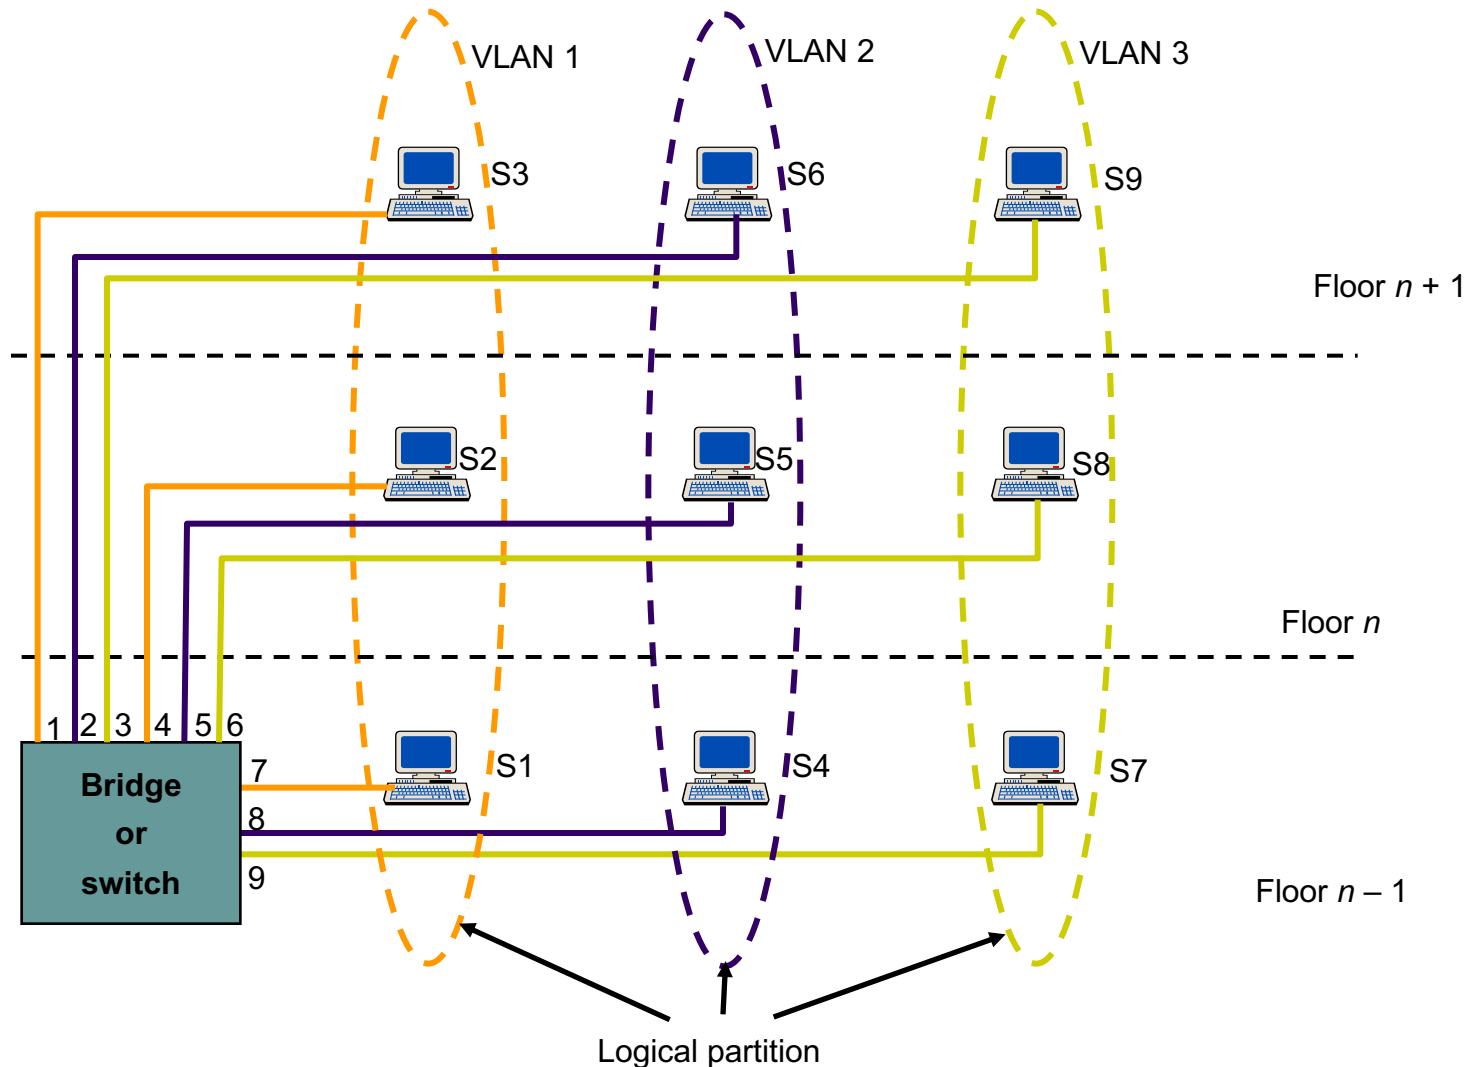 VLAN 1
VLAN 2
VLAN 3
S3
S6
S9
Floor n + 1
S2
S5
S8
Floor n
1 2 3 4 5 6
Bridge
or
switch
7
8
9
S1
S4
S7
Floor n – 1
Logical partition